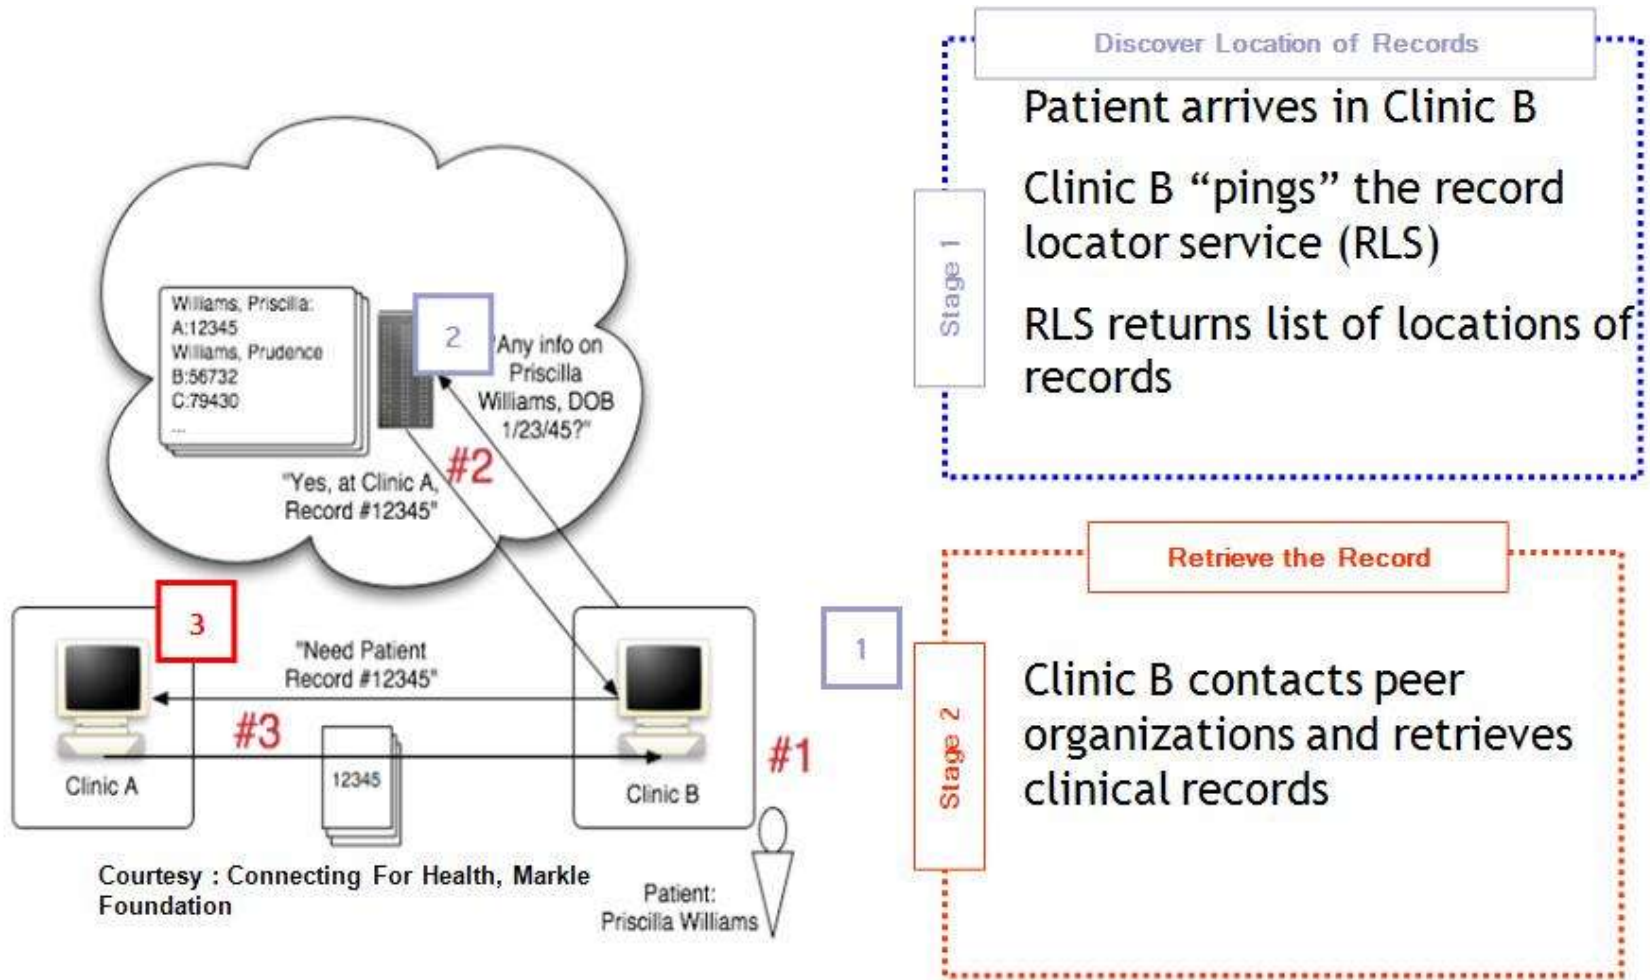 Discover Location of Records
Patient arrives in Clinic B
Clinic B “pings” the record
locator service (RLS)
RLS returns list of locations of
records
Stage 1
Williams, Priscilla:
A:12345
Williams, Prudence
B:56732
C:79430
...
2
"Any info on
Priscilla
Williams, DOB
1/23/45?"
#2
"Yes, at Clinic A,
Record #12345"
Retrieve the Record
3
"Need Patient
Record #12345"
1
#3
12345
#1
Clinic A
Clinic B
Stage 2
Clinic B contacts peer
organizations and retrieves
clinical records
Courtesy : Connecting For Health, Markle
Foundation
Patient:
Priscilla Williams